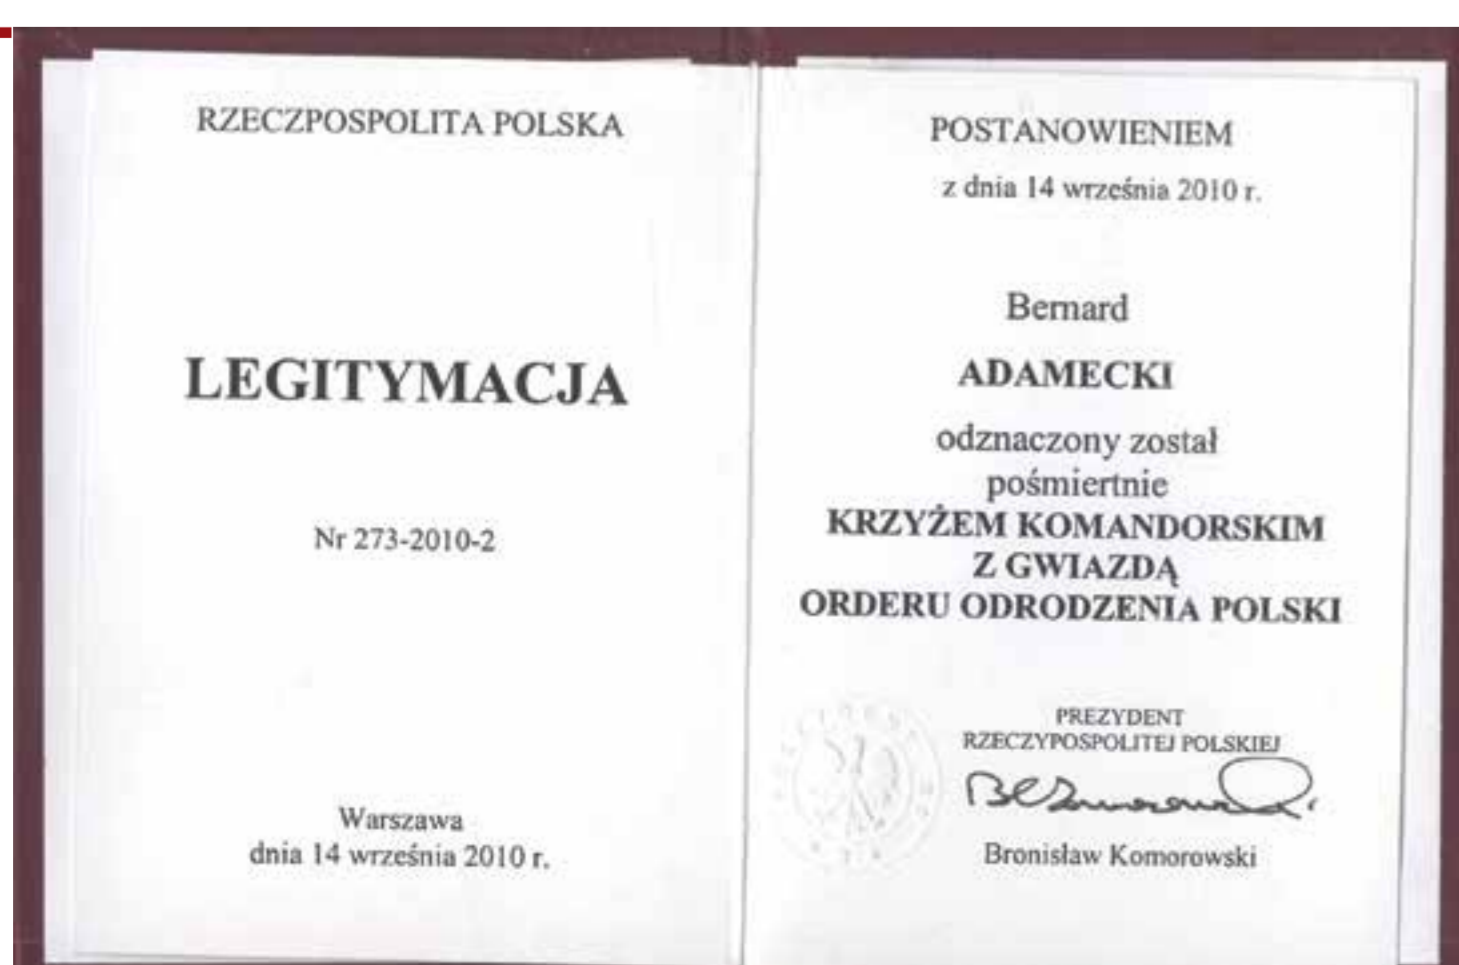 RZECZPOSPOLITA POLSKA
LEGITYMACJA
Nr 273-2010-2
Warszawa
dnia 14 września 2010 r.
POSTANOWIENIEM
z dnia 14 września 2010 r.
Bernard
ADAMECKI
odznaczony został
pośmiertnie
KRZYŻEM KOMANDORSKIM
Z GWIAZDĄ
ORDERU ODRODZENIA POLSKI
PREZYDENT
RZECZYPOSPOLITEJ POLSKIEJ
Bronisław Komorowski